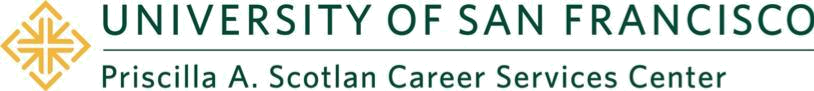 UNIVERSITY OF SAN FRANCISCO
Priscilla A. Scotlan Career Services Center